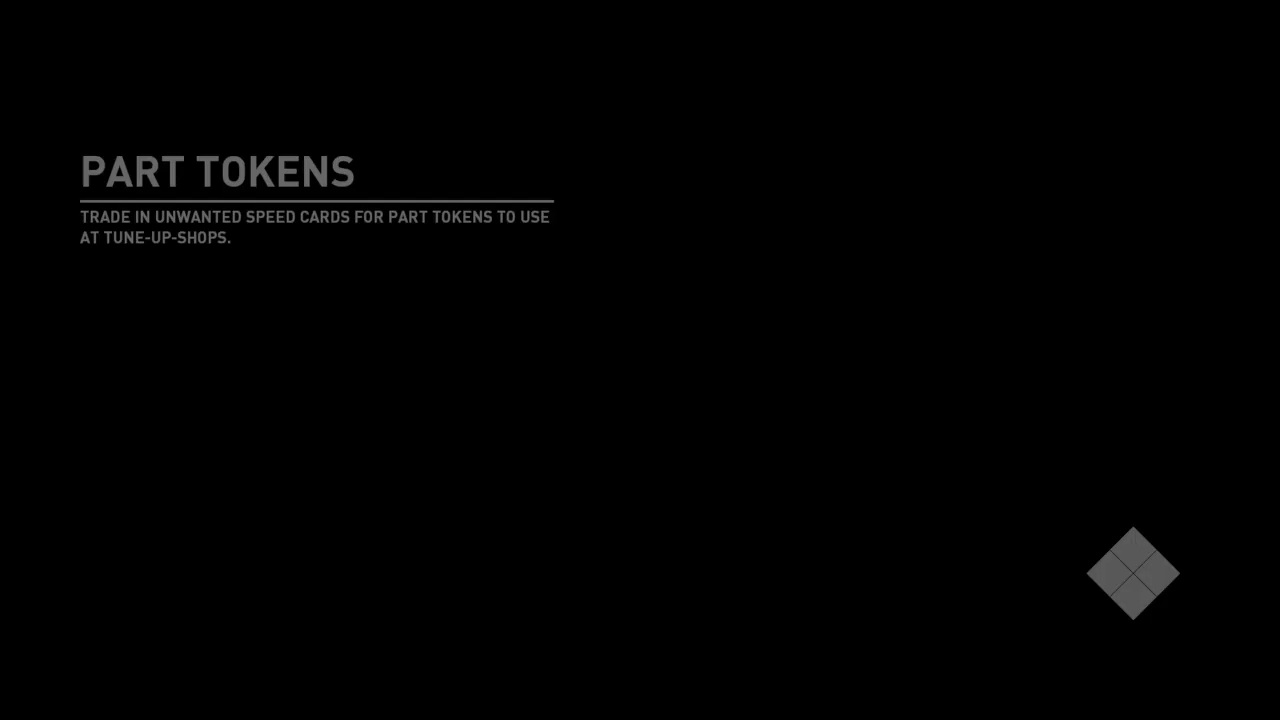 PART TOKENS
TRADE IN UNWANTED SPEED CARDS FOR PART TOKENS TO USE
AT TUNE-UP-SHOPS.